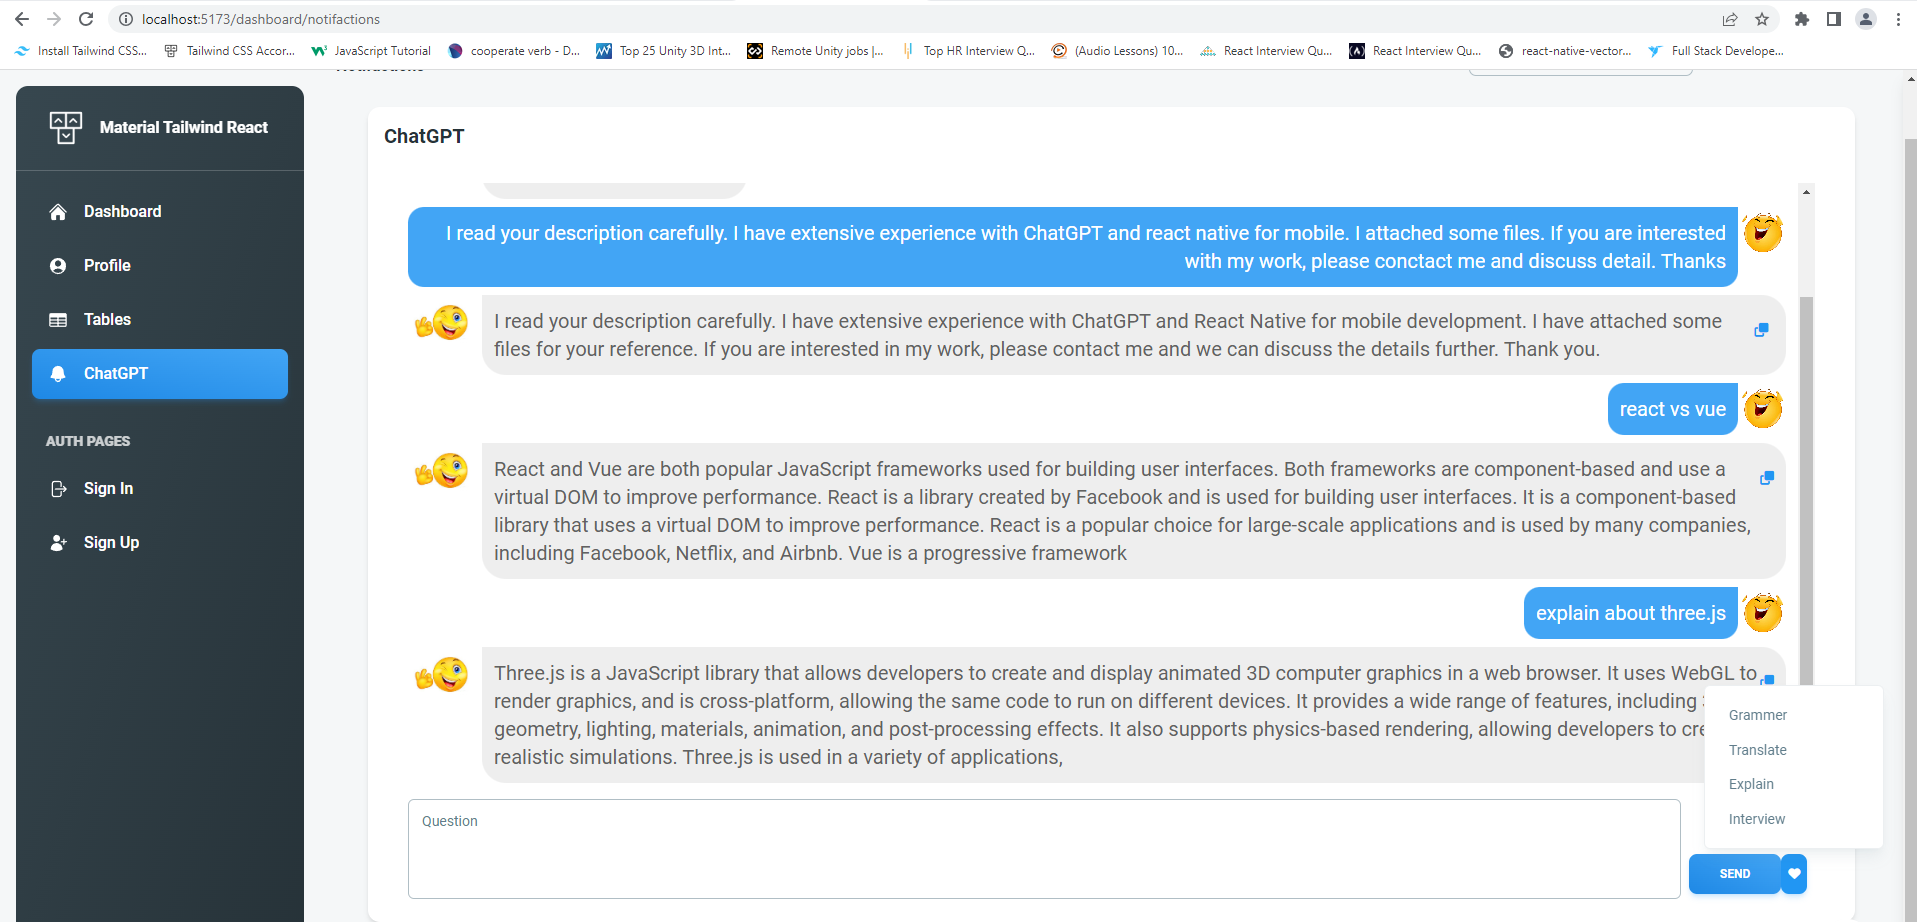 localhost:5173/dashboard/notifactions
Install Tailwind CSS...
Tailwind CSS Accor...
JavaScript Tutorial
cooperate verb - D...
Top 25 Unity 3D Int...
Remote Unity jobs |...
Top HR Interview Q...
(Audio Lessons) 10...
React Interview Qu...
React Interview Qu...
react-native-vector...
Full Stack Develope...
Material Tailwind React
Dashboard
Profile
Tables
ChatGPT
AUTH PAGES
Sign In
Sign Up
ChatGPT
I read your description carefully. I have extensive experience with ChatGPT and react native for mobile. I attached some files. If you are interested
with my work, please conctact me and discuss detail. Thanks
I read your description carefully. I have extensive experience with ChatGPT and React Native for mobile development. I have attached some
files for your reference. If you are interested in my work, please contact me and we can discuss the details further. Thank you.
react vs vue
React and Vue are both popular JavaScript frameworks used for building user interfaces. Both frameworks are component-based and use a
virtual DOM to improve performance. React is a library created by Facebook and is used for building user interfaces. It is a component-based
library that uses a virtual DOM to improve performance. React is a popular choice for large-scale applications and is used by many companies,
including Facebook, Netflix, and Airbnb. Vue is a progressive framework
explain about three.js
Three.js is a JavaScript library that allows developers to create and display animated 3D computer graphics in a web browser. It uses WebGL to
render graphics, and is cross-platform, allowing the same code to run on different devices. It provides a wide range of features, including
geometry, lighting, materials, animation, and post-processing effects. It also supports physics-based rendering, allowing developers to cre
realistic simulations. Three.js is used in a variety of applications,
Grammer
Translate
Explain
Interview
Question
SEND